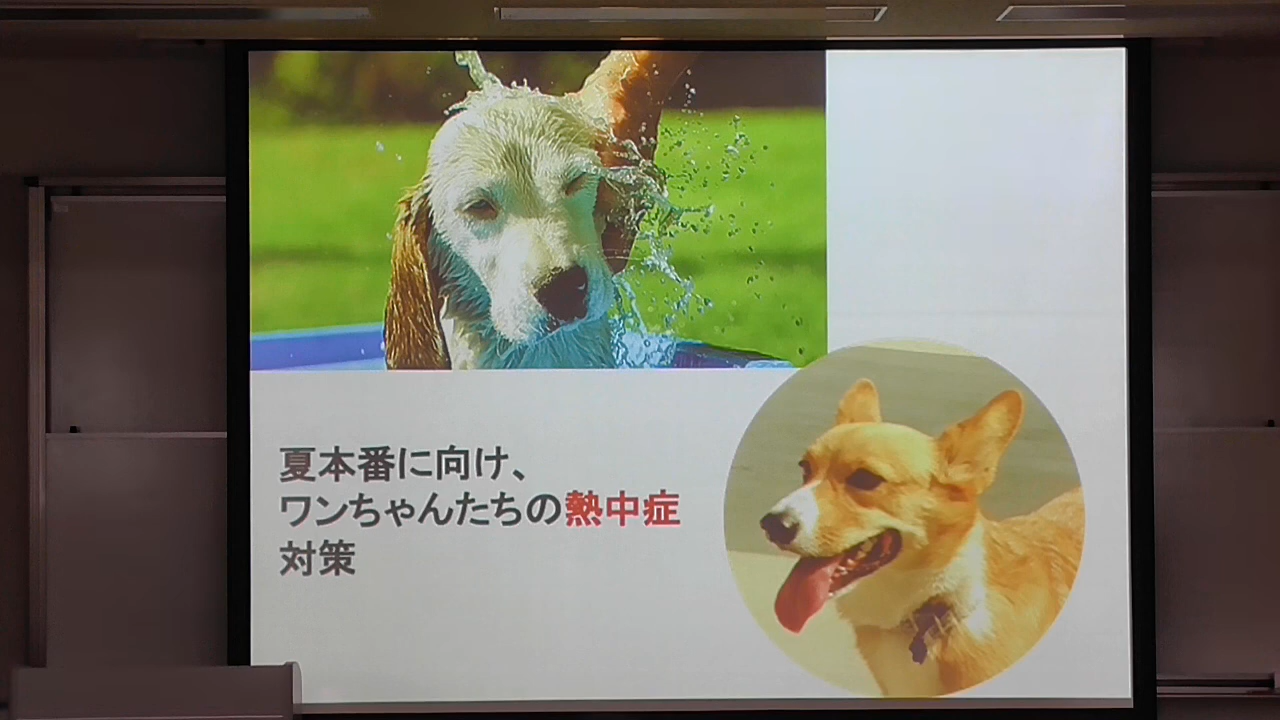 夏本番に向け、
ワンちゃんたちの熱中症
対策